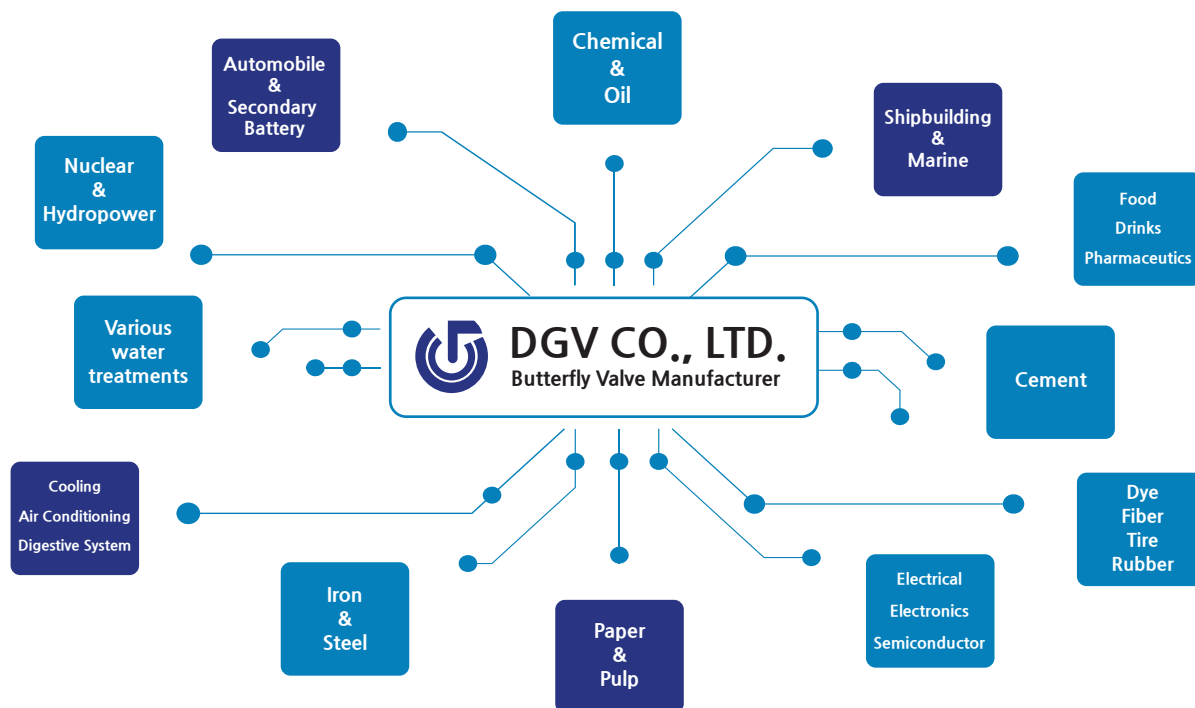 Chemical
&
Oil
Automobile
&
Secondary
Battery
Shipbuilding
&
Marine
Nuclear
&
Hydropower
Food
Drinks
Pharmaceutics
Various
water
treatments
DGV CO., LTD.
Butterfly Valve Manufacturer
Cement
Cooling
Air Conditioning
Digestive System
Dye
Fiber
Tire
Rubber
Iron
&
Steel
Electrical
Electronics
Semiconductor
Paper
&
Pulp